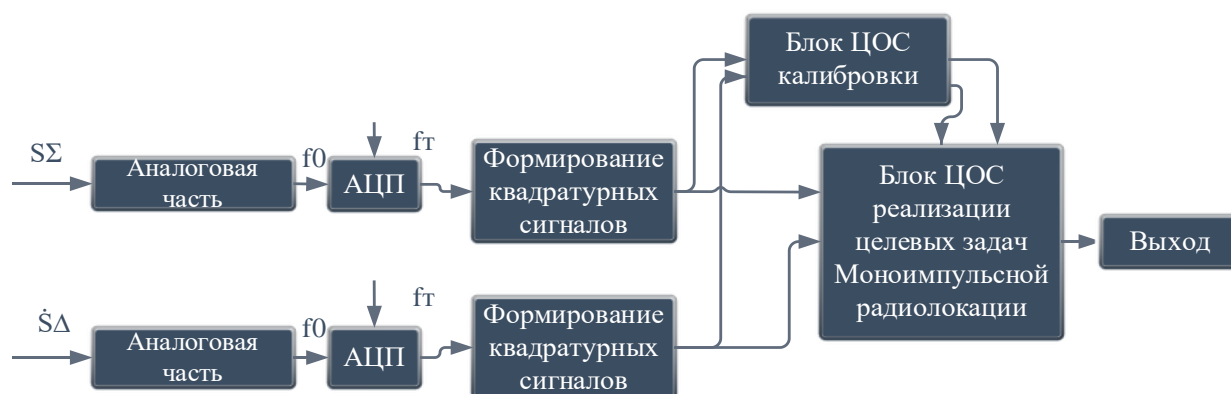 Блок ЦОС
калибровки
SΣ
Аналоговая
часть
f0
АЦП
fт
Формирование
квадратурных
сигналов
Блок ЦОС
реализации
целевых задач
Моноимпульсной
радиолокации
Выход
ṠΔ
Аналоговая
часть
f0
АЦП
fт
Формирование
квадратурных
сигналов